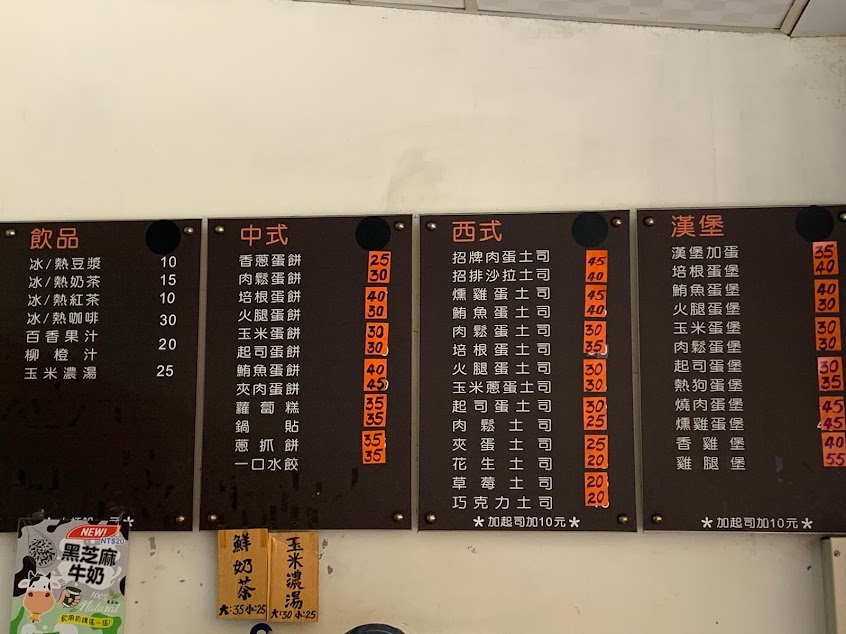 飲品
冰/熱豆漿 10
冰/熱奶茶 15
冰/熱紅茶 10
冰/熱咖啡 30
百香果汁 20
柳橙汁
玉米濃湯 25
中式
香蔥蛋餅 25
肉鬆蛋餅 30
培根蛋餅 40
火腿蛋餅 30
玉米蛋餅 30
起司蛋餅 30
鮪魚蛋餅 40
夾肉蛋餅 45
蘿蔔糕 35
鍋貼 35
蔥抓餅 35
一口水餃 35
西式
招牌肉蛋土司 45
招排沙拉土司 40
燻雞蛋土司 45
鮪魚蛋土司 40
肉鬆蛋土司 30
培根蛋土司 35
火腿蛋土司 30
玉米蔥蛋土司 30
起司蛋土司 30
肉鬆土司 25
夾蛋土司 25
花生土司 20
草莓土司 20
巧克力土司 20
*加起司加10元*
漢堡
漢堡加蛋 35
培根蛋堡 40
鮪魚蛋堡 40
火腿蛋堡 30
玉米蛋堡 30
肉鬆蛋堡 30
起司蛋堡 30
熱狗蛋堡 35
燒肉蛋堡 45
燻雞蛋堡 45
香雞堡 40
雞腿堡 55
*加起司加10元*
NEW!
NT$20
黑芝麻
牛奶
100%
Natural
飲用前請搖一搖!
鮮奶茶
大:35 小:25
玉米濃湯
大:30 小:25